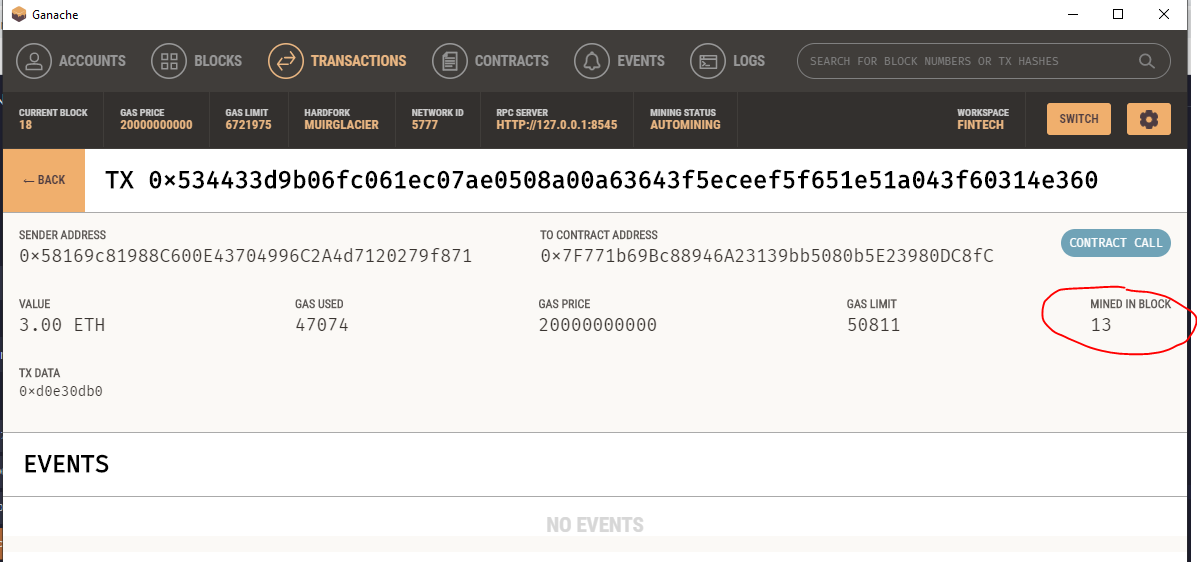 Ganache
ACCOUNTS BLOCKS TRANSACTIONS CONTRACTS EVENTS LOGS SEARCH FOR BLOCK NUMBERS OR TX HASHES
CURRENT BLOCK GAS PRICE GAS LIMIT HARDFORK NETWORK ID RPC SERVER MINING STATUS WORKSPACE SWITCH
18 20000000000 6721975 MUIRGLACIER 5777 HTTP://127.0.0.1:8545 AUTOMINING FINTECH
← BACK TX 0×534433d9b06fc061ec07ae0508a00a63643f5eceef5f651e51a043f60314e360
SENDER ADDRESS TO CONTRACT ADDRESS CONTRACT CALL
0×58169c81988C600E43704996C2A4d7120279f871 0×7F771b69Bc88946A23139bb5080b5E23980DC8fC
VALUE GAS USED GAS PRICE GAS LIMIT MINED IN BLOCK
3.00 ETH 47074 20000000000 50811 13
TX DATA
0×d0e30db0
EVENTS
NO EVENTS